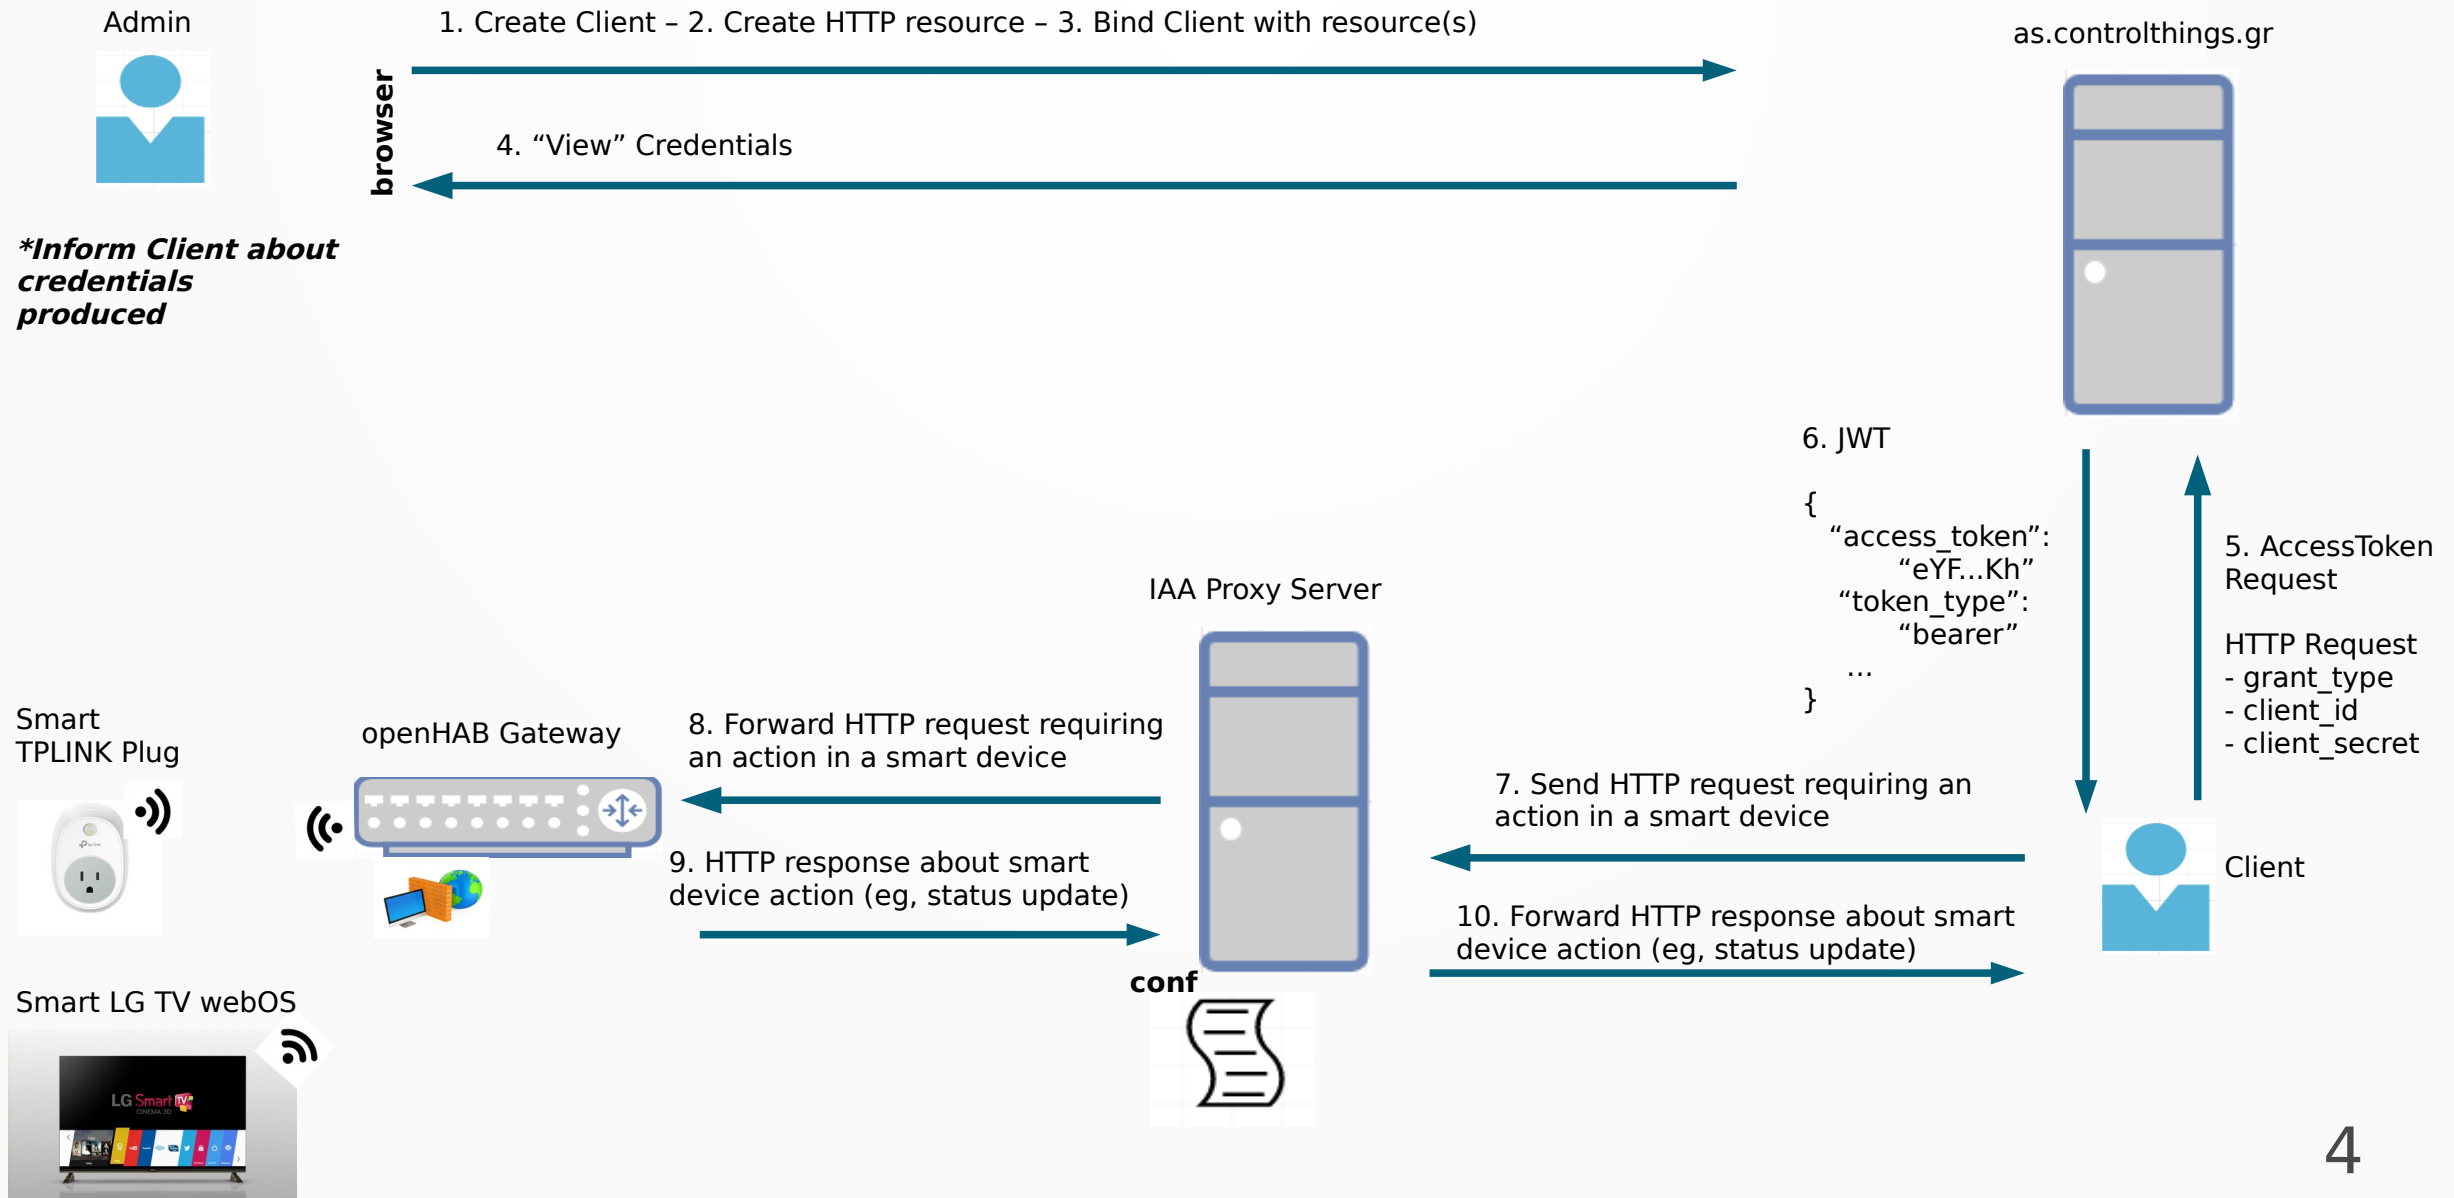 Admin
1. Create Client – 2. Create HTTP resource – 3. Bind Client with resource(s)
as.controlthings.gr
browser
4. “View” Credentials
*Inform Client about
credentials
produced
6. JWT
{
“access_token”:
“eYF...Kh”
“token_type”:
“bearer”
...
}
5. AccessToken
Request
HTTP Request
- grant_type
- client_id
- client_secret
IAA Proxy Server
Smart
TPLINK Plug
openHAB Gateway
8. Forward HTTP request requiring
an action in a smart device
7. Send HTTP request requiring an
action in a smart device
9. HTTP response about smart
device action (eg, status update)
Client
10. Forward HTTP response about smart
device action (eg, status update)
conf
Smart LG TV webOS
LG Smart TV
CINEMA 3D
4